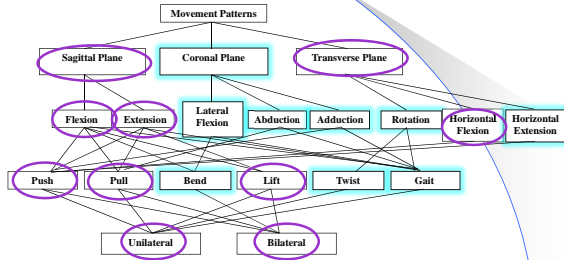 Movement Patterns
Sagittal Plane
Coronal Plane
Transverse Plane
Flexion
Extension
Lateral
Flexion
Abduction
Adduction
Rotation
Horizontal
Flexion
Horizontal
Extension
Push
Pull
Bend
Lift
Twist
Gait
Unilateral
Bilateral